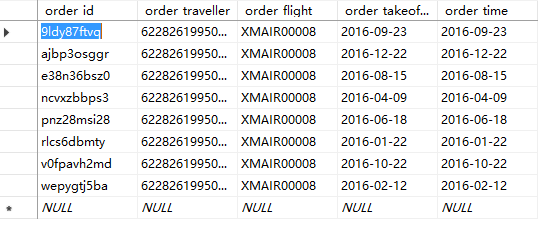 order id order traveller order flight order takeof... order time
9ldy87ftvq 62282619950... XMAIR00008 2016-09-23 2016-09-23
ajbp3osggr 62282619950... XMAIR00008 2016-12-22 2016-12-22
e38n36bsz0 62282619950... XMAIR00008 2016-08-15 2016-08-15
ncvxzbbps3 62282619950... XMAIR00008 2016-04-09 2016-04-09
pnz28msi28 62282619950... XMAIR00008 2016-06-18 2016-06-18
rlcs6dbmty 62282619950... XMAIR00008 2016-01-22 2016-01-22
v0fpavh2md 62282619950... XMAIR00008 2016-10-22 2016-10-22
wepygtj5ba 62282619950... XMAIR00008 2016-02-12 2016-02-12
NULL NULL NULL NULL NULL